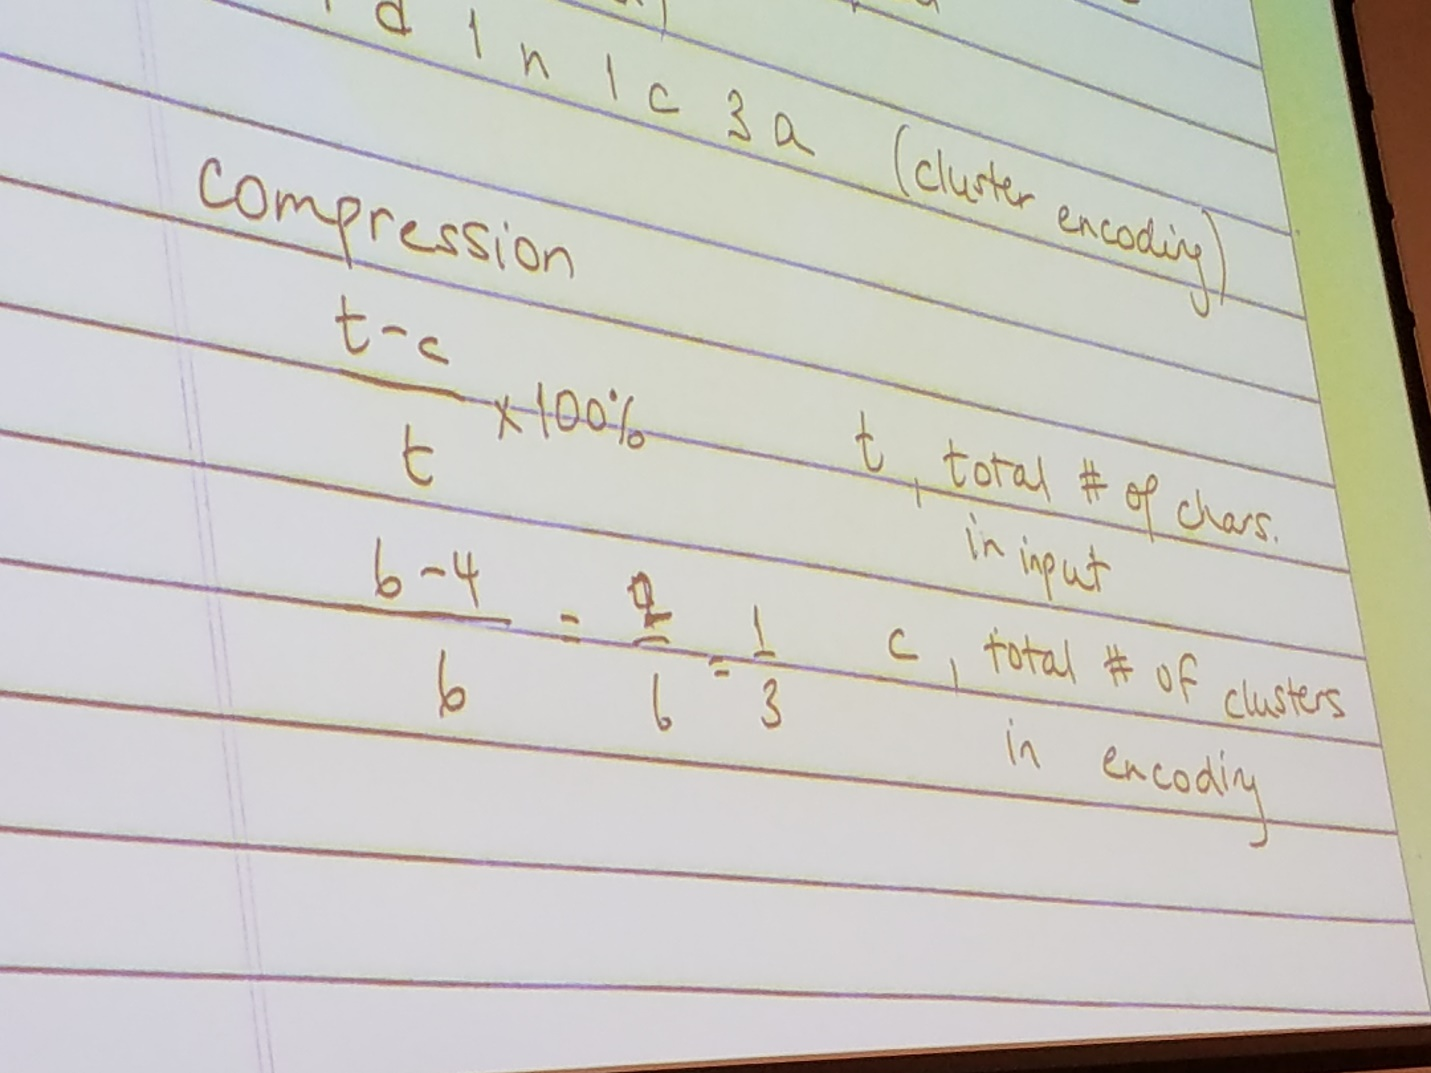 d 1 n 1 c 3 a (cluster encoding)
compression
t-c
t
x100%
t, total # of chars.
in input
6-4
6
= 2
6
= 1
3
c, total # of clusters
in encoding